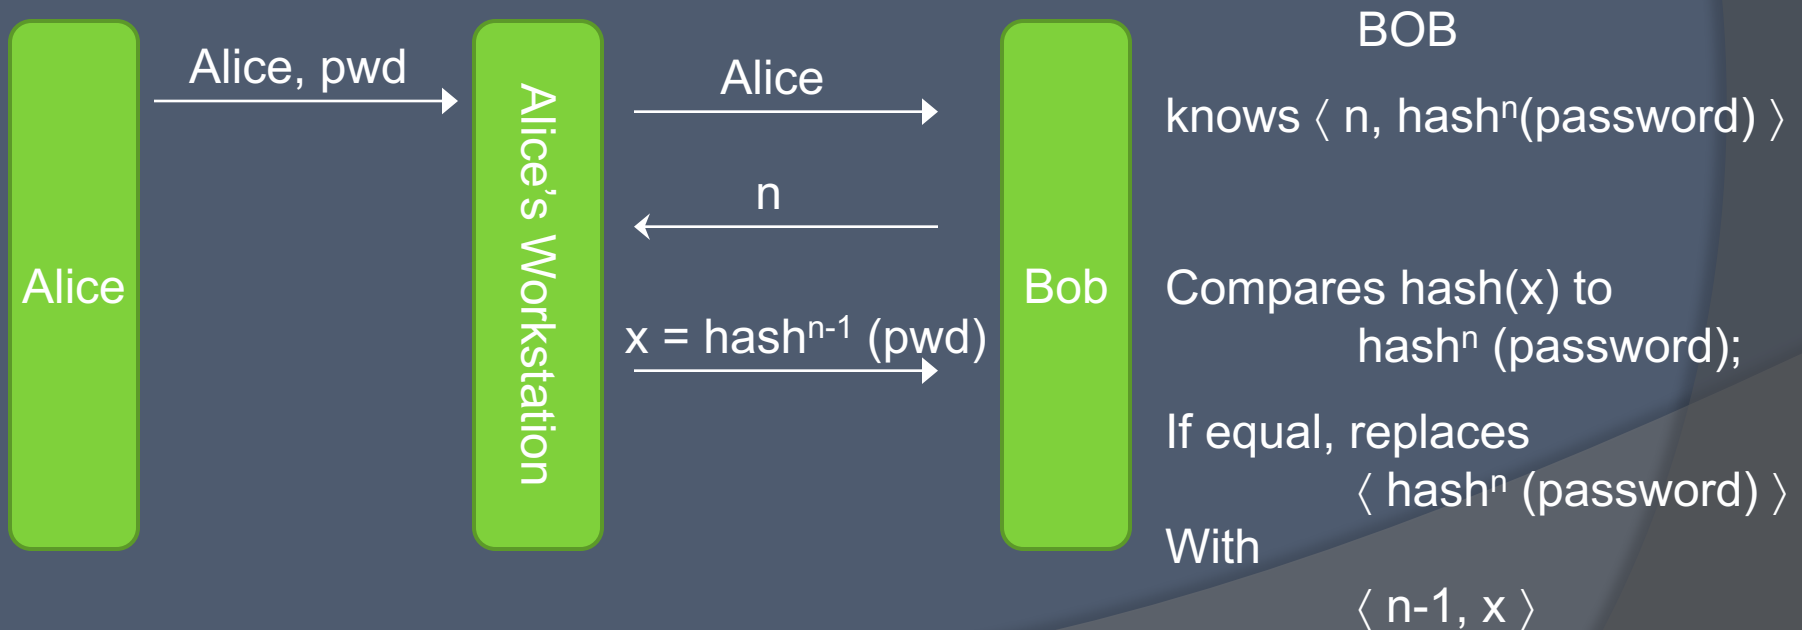 Alice
Alice, pwd
Alice's Workstation
Alice
n
x = hashⁿ⁻¹ (pwd)
Bob
BOB
knows 〈 n, hashⁿ(password) 〉
Compares hash(x) to
hashⁿ (password);
If equal, replaces
〈 hashⁿ (password) 〉
With
〈 n-1, x 〉